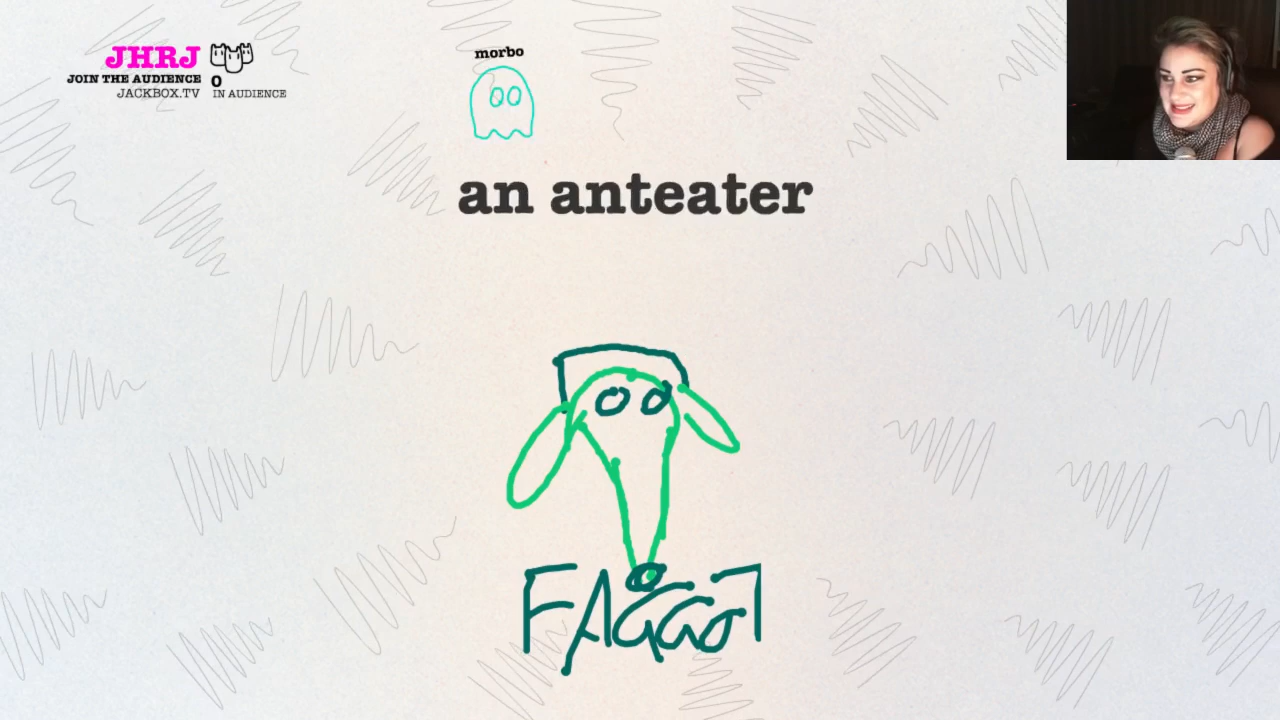 JHRJ
JOIN THE AUDIENCE
JACKBOX.TV
0
IN AUDIENCE
morbo
an anteater
FAGGOT